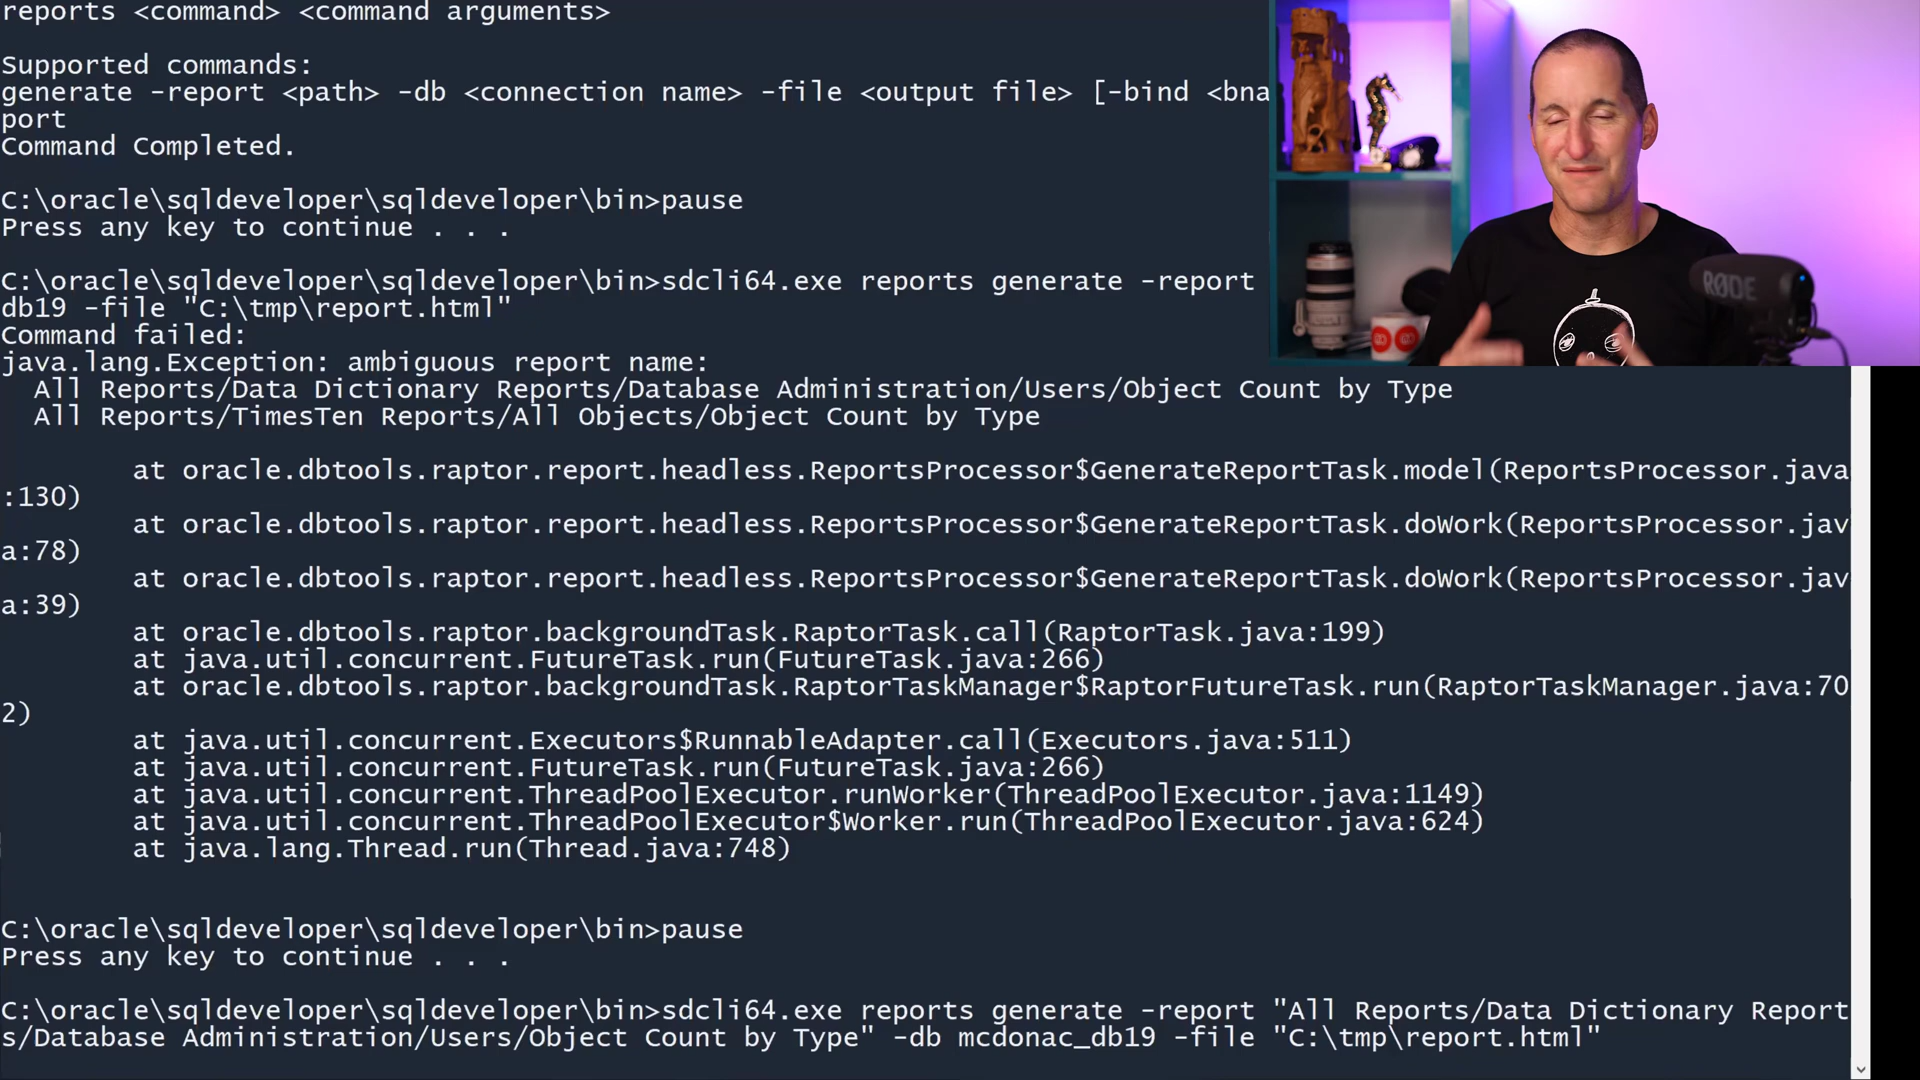 reports <command> <command arguments>
Supported commands:
generate -report <path> -db <connection name> -file <output file> [-bind <bna
port
Command Completed.
C:\oracle\sqldeveloper\sqldeveloper\bin>pause
Press any key to continue . . .
C:\oracle\sqldeveloper\sqldeveloper\bin>sdcli64.exe reports generate -report
db19 -file "C:\tmp\report.html"
Command failed:
java.lang.Exception: ambiguous report name:
All Reports/Data Dictionary Reports/Database Administration/Users/Object Count by Type
All Reports/TimesTen Reports/All Objects/Object Count by Type
at oracle.dbtools.raptor.report.headless.ReportsProcessor$GenerateReportTask.model(ReportsProcessor.java
:130)
at oracle.dbtools.raptor.report.headless.ReportsProcessor$GenerateReportTask.doWork(ReportsProcessor.jav
a:78)
at oracle.dbtools.raptor.report.headless.ReportsProcessor$GenerateReportTask.doWork(ReportsProcessor.jav
a:39)
at oracle.dbtools.raptor.backgroundTask.RaptorTask.call(RaptorTask.java:199)
at java.util.concurrent.FutureTask.run(FutureTask.java:266)
at oracle.dbtools.raptor.backgroundTask.RaptorTaskManager$RaptorFutureTask.run(RaptorTaskManager.java:70
2)
at java.util.concurrent.Executors$RunnableAdapter.call(Executors.java:511)
at java.util.concurrent.FutureTask.run(FutureTask.java:266)
at java.util.concurrent.ThreadPoolExecutor.runWorker(ThreadPoolExecutor.java:1149)
at java.util.concurrent.ThreadPoolExecutor$Worker.run(ThreadPoolExecutor.java:624)
at java.lang.Thread.run(Thread.java:748)
C:\oracle\sqldeveloper\sqldeveloper\bin>pause
Press any key to continue . . .
C:\oracle\sqldeveloper\sqldeveloper\bin>sdcli64.exe reports generate -report "All Reports/Data Dictionary Report
s/Database Administration/Users/Object Count by Type" -db mcdonac_db19 -file "C:\tmp\report.html"
RØDE